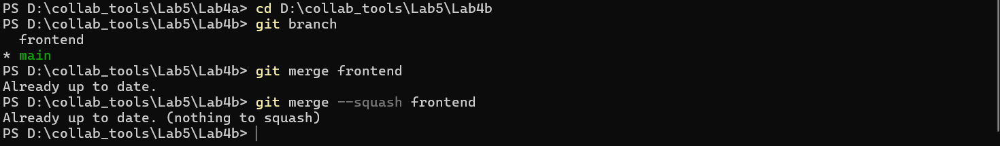 PS D:\collab_tools\Lab5\Lab4a> cd D:\collab_tools\Lab5\Lab4b
PS D:\collab_tools\Lab5\Lab4b> git branch
  frontend
* main
PS D:\collab_tools\Lab5\Lab4b> git merge frontend
Already up to date.
PS D:\collab_tools\Lab5\Lab4b> git merge --squash frontend
Already up to date. (nothing to squash)
PS D:\collab_tools\Lab5\Lab4b>